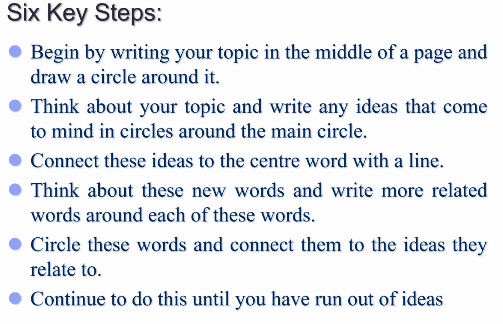 Six Key Steps:
Begin by writing your topic in the middle of a page and
draw a circle around it.
Think about your topic and write any ideas that come
to mind in circles around the main circle.
Connect these ideas to the centre word with a line.
Think about these new words and write more related
words around each of these words.
Circle these words and connect them to the ideas they
relate to.
Continue to do this until you have run out of ideas